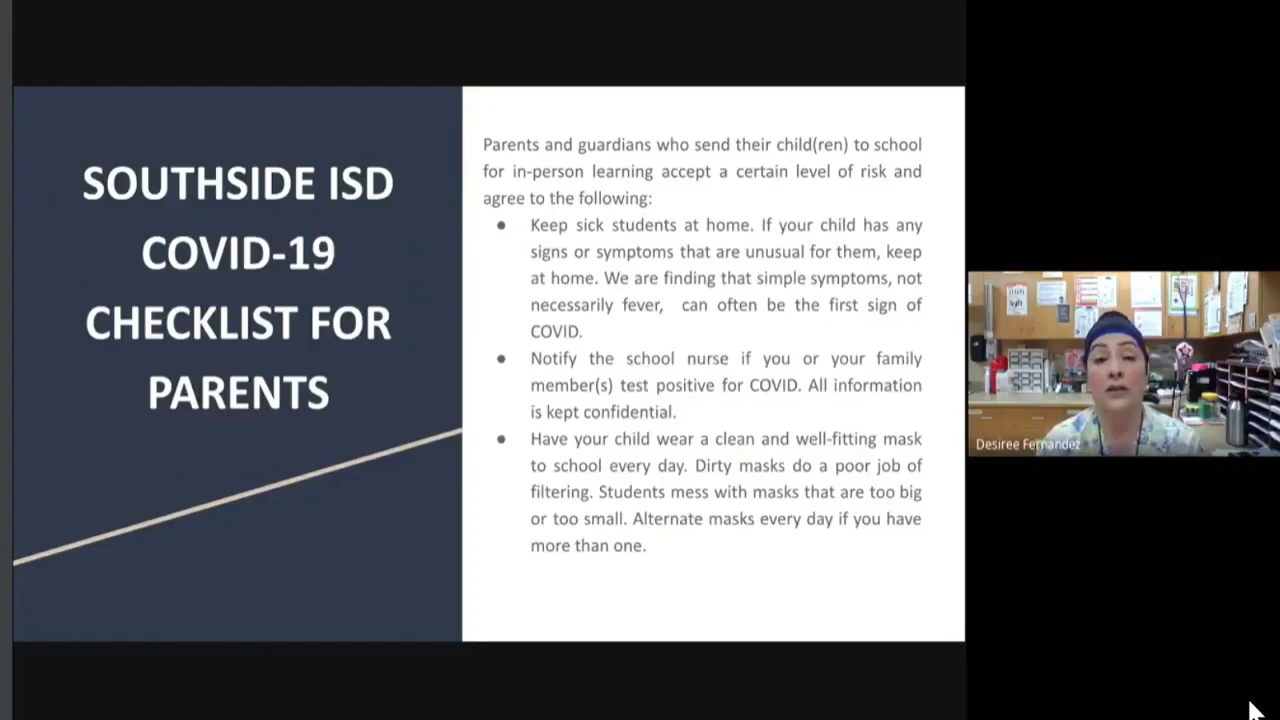 SOUTHSIDE ISD
COVID-19
CHECKLIST FOR
PARENTS
Parents and guardians who send their child(ren) to school
for in-person learning accept a certain level of risk and
agree to the following:
● Keep sick students at home. If your child has any
signs or symptoms that are unusual for them, keep
at home. We are finding that simple symptoms, not
necessarily fever, can often be the first sign of
COVID.
● Notify the school nurse if you or your family
member(s) test positive for COVID. All information
is kept confidential.
● Have your child wear a clean and well-fitting mask
to school every day. Dirty masks do a poor job of
filtering. Students mess with masks that are too big
or too small. Alternate masks every day if you have
more than one.
Desiree Fernandez